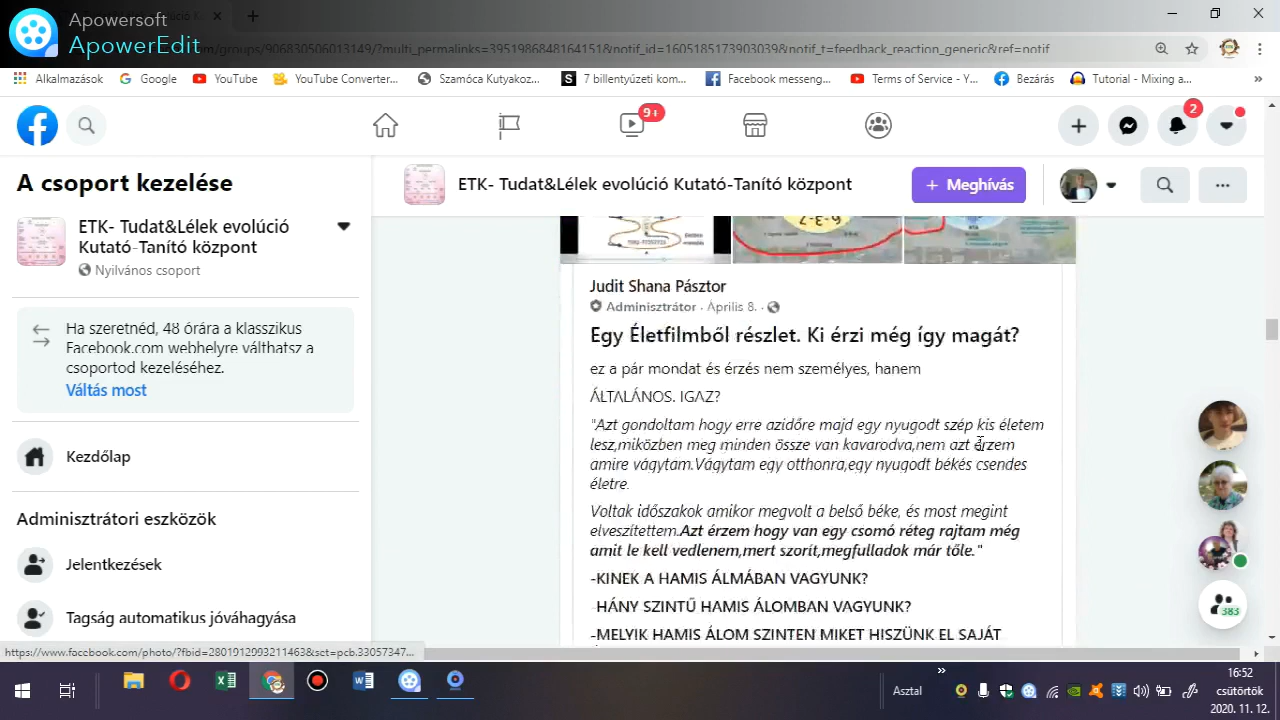 Apowersoft
ApowerEdit
om/groups/906830506013149/?multi_permalinks=3951986848164151&notif_id=1605185173903039&notif_t=feedback_reaction_generic&ref=notif
Alkalmazások
Google
YouTube
YouTube Converter...
Számóca Kutyakoz...
7 billentyűzeti kom...
Facebook messeng...
Terms of Service - Y...
Bezárás
Tutorial - Mixing a...
»
9+
2
A csoport kezelése
ETK- Tudat&Lélek evolúció
Kutató-Tanító központ
Nyilvános csoport
Ha szeretnéd, 48 órára a klasszikus
Facebook.com webhelyre válthatsz a
csoportod kezeléséhez.
Váltás most
Kezdőlap
Adminisztrátori eszközök
Jelentkezések
Tagság automatikus jóváhagyása
https://www.facebook.com/photo/?fbid=2801912993211463&set=pcb.33057347...
ETK- Tudat&Lélek evolúció Kutató-Tanító központ
+ Meghívás
Judit Shana Pásztor
Adminisztrátor · Április 8. ·
Egy Életfilmből részlet. Ki érzi még így magát?
ez a pár mondat és érzés nem személyes, hanem
ÁLTALÁNOS. IGAZ?
"Azt gondoltam hogy erre azidőre majd egy nyugodt szép kis életem
lesz,miközben meg minden össze van kavarodva,nem azt érzem
amire vágytam.Vágytam egy otthonra,egy nyugodt békés csendes
életre.
Voltak időszakok amikor megvolt a belső béke, és most megint
elveszítettem.Azt érzem hogy van egy csomó réteg rajtam még
amit le kell vedlenem,mert szorít,megfulladok már tőle."
-KINEK A HAMIS ÁLMÁBAN VAGYUNK?
-HÁNY SZINTŰ HAMIS ÁLOMBAN VAGYUNK?
-MELYIK HAMIS ÁLOM SZINTEN MIKET HISZÜNK EL SAJÁT
383
Asztal
»
16:52
csütörtök
2020. 11. 12.